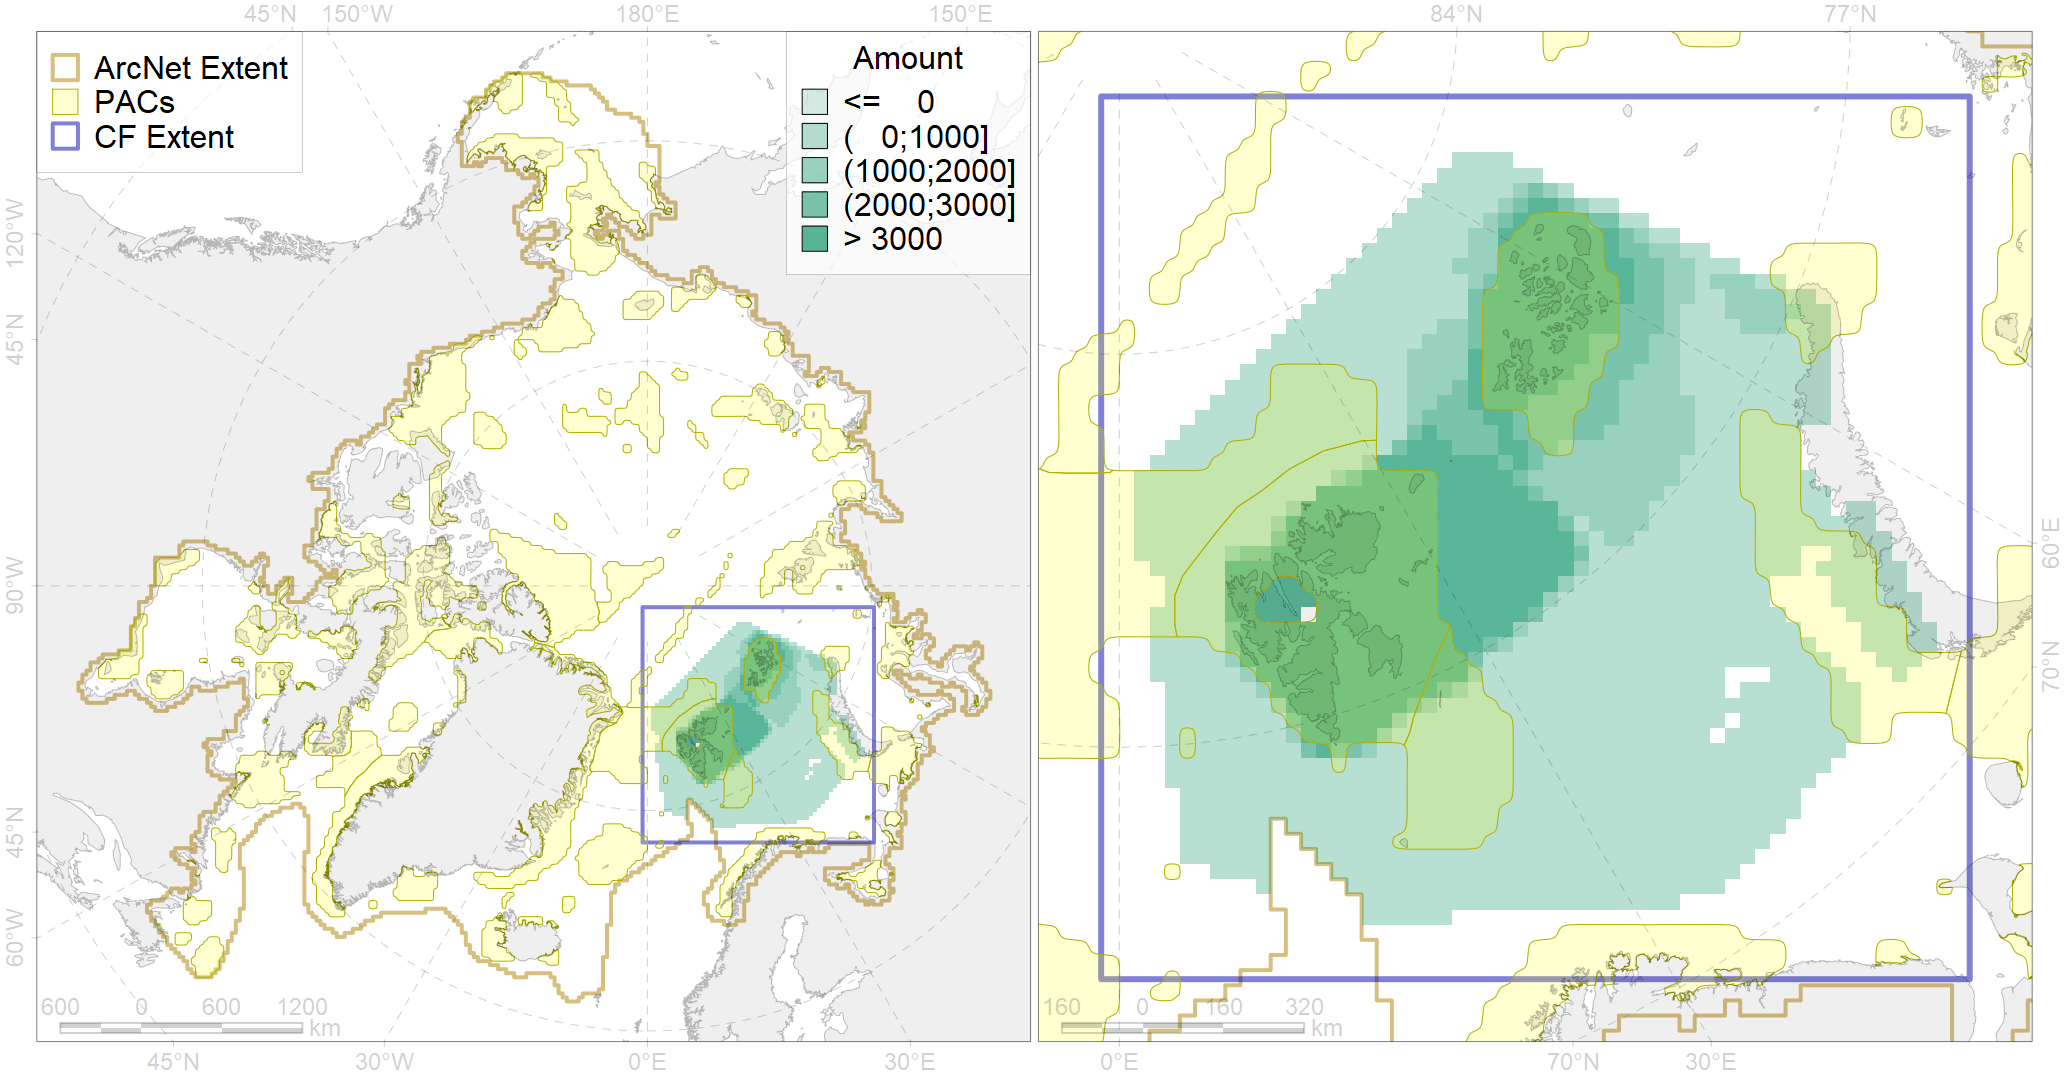 45°N 150°W 180°E 150°E 84°N 77°N
ArcNet Extent
PACs
CF Extent
Amount
<= 0
( 0;1000]
(1000;2000]
(2000;3000]
> 3000
120°W
45°N
90°W
45°N
60°W
60°E
70°N
600 0 600 1200
km
160 0 160 320
km
45°N 30°W 0°E 30°E 0°E 70°N 30°E